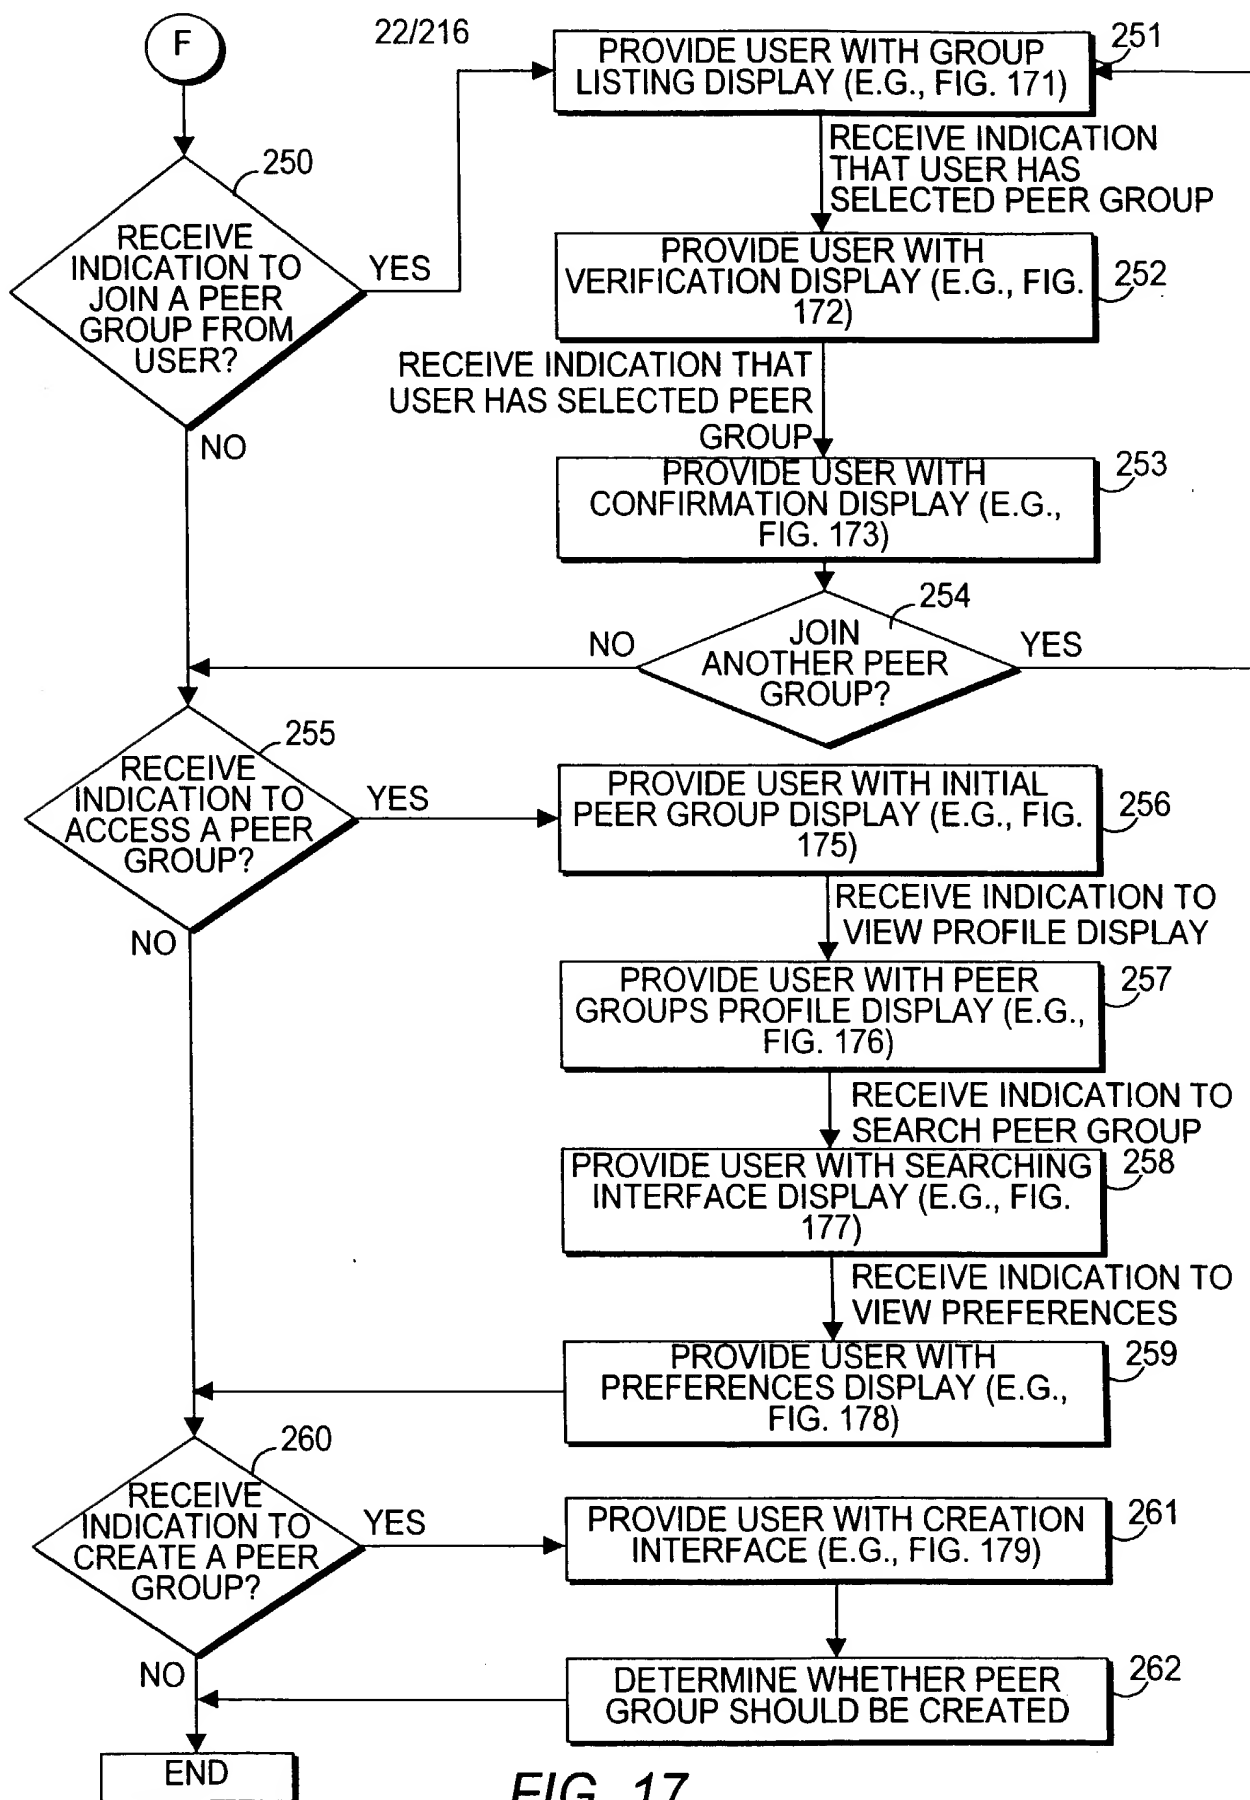 F
22/216
PROVIDE USER WITH GROUP
LISTING DISPLAY (E.G., FIG. 171)
251
RECEIVE INDICATION
THAT USER HAS
SELECTED PEER GROUP
250
RECEIVE
INDICATION TO
JOIN A PEER
GROUP FROM
USER?
YES
NO
PROVIDE USER WITH
VERIFICATION DISPLAY (E.G., FIG.
172)
252
RECEIVE INDICATION THAT
USER HAS SELECTED PEER
GROUP
PROVIDE USER WITH
CONFIRMATION DISPLAY (E.G.,
FIG. 173)
253
254
JOIN
ANOTHER PEER
GROUP?
NO
YES
255
RECEIVE
INDICATION TO
ACCESS A PEER
GROUP?
YES
NO
PROVIDE USER WITH INITIAL
PEER GROUP DISPLAY (E.G., FIG.
175)
256
RECEIVE INDICATION TO
VIEW PROFILE DISPLAY
PROVIDE USER WITH PEER
GROUPS PROFILE DISPLAY (E.G.,
FIG. 176)
257
RECEIVE INDICATION TO
SEARCH PEER GROUP
PROVIDE USER WITH SEARCHING
INTERFACE DISPLAY (E.G., FIG.
177)
258
RECEIVE INDICATION TO
VIEW PREFERENCES
PROVIDE USER WITH
PREFERENCES DISPLAY (E.G.,
FIG. 178)
259
260
RECEIVE
INDICATION TO
CREATE A PEER
GROUP?
YES
NO
PROVIDE USER WITH CREATION
INTERFACE (E.G., FIG. 179)
261
DETERMINE WHETHER PEER
GROUP SHOULD BE CREATED
262
END
FIG. 17